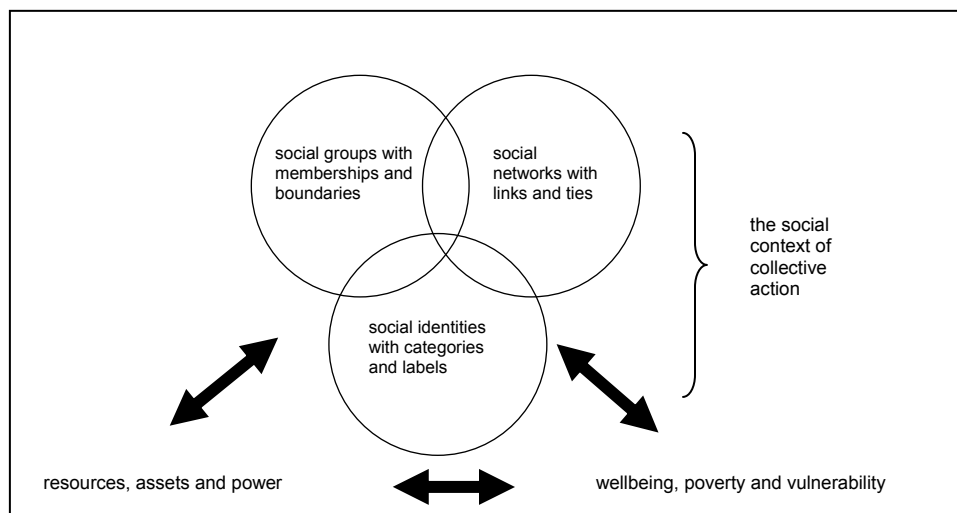 social groups with
memberships and
boundaries
social
networks with
links and ties
the social
context of
collective
action
social identities
with categories
and labels
resources, assets and power
wellbeing, poverty and vulnerability